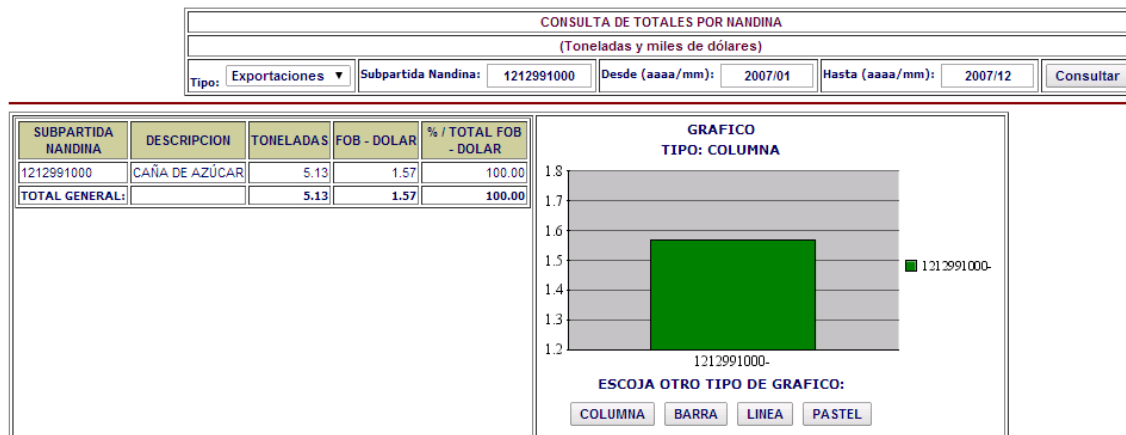 CONSULTA DE TOTALES POR NANDINA
(Toneladas y miles de dólares)
Tipo: Exportaciones ▼ Subpartida Nandina: 1212991000 Desde (aaaa/mm): 2007/01 Hasta (aaaa/mm): 2007/12 Consultar
SUBPARTIDA NANDINA DESCRIPCION TONELADAS FOB - DOLAR % / TOTAL FOB - DOLAR
1212991000 CAÑA DE AZÚCAR 5.13 1.57 100.00
TOTAL GENERAL: 5.13 1.57 100.00
GRAFICO
TIPO: COLUMNA
1.8
1.7
1.6
1.5
1.4
1.3
1.2
1212991000-
1212991000-
ESCOJA OTRO TIPO DE GRAFICO:
COLUMNA BARRA LINEA PASTEL